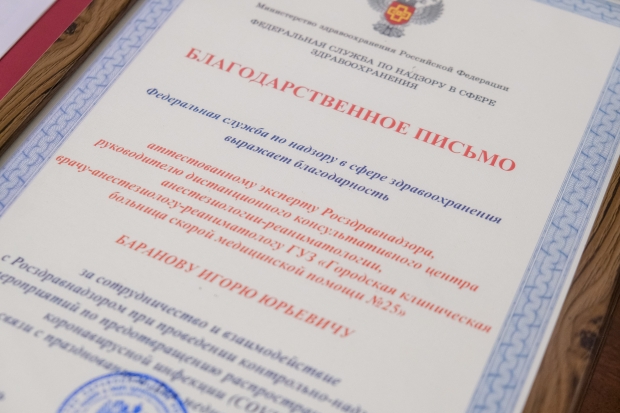 Министерство здравоохранения Российской Федерации
ФЕДЕРАЛЬНАЯ СЛУЖБА ПО НАДЗОРУ В СФЕРЕ
ЗДРАВООХРАНЕНИЯ
БЛАГОДАРСТВЕННОЕ ПИСЬМО
Федеральная служба по надзору в сфере здравоохранения
выражает благодарность
аттестованному эксперту Росздравнадзора,
руководителю дистанционного консультативного центра
анестезиологии-реаниматологии,
врачу-анестезиологу-реаниматологу ГУЗ «Городская клиническая
больница скорой медицинской помощи №25»
БАРАНОВУ ИГОРЮ ЮРЬЕВИЧУ
за сотрудничество и взаимодействие
с Росздравнадзором при проведении контрольно-над
мероприятий по предотвращению распростра
коронавирусной инфекции (COV
связи с празднован